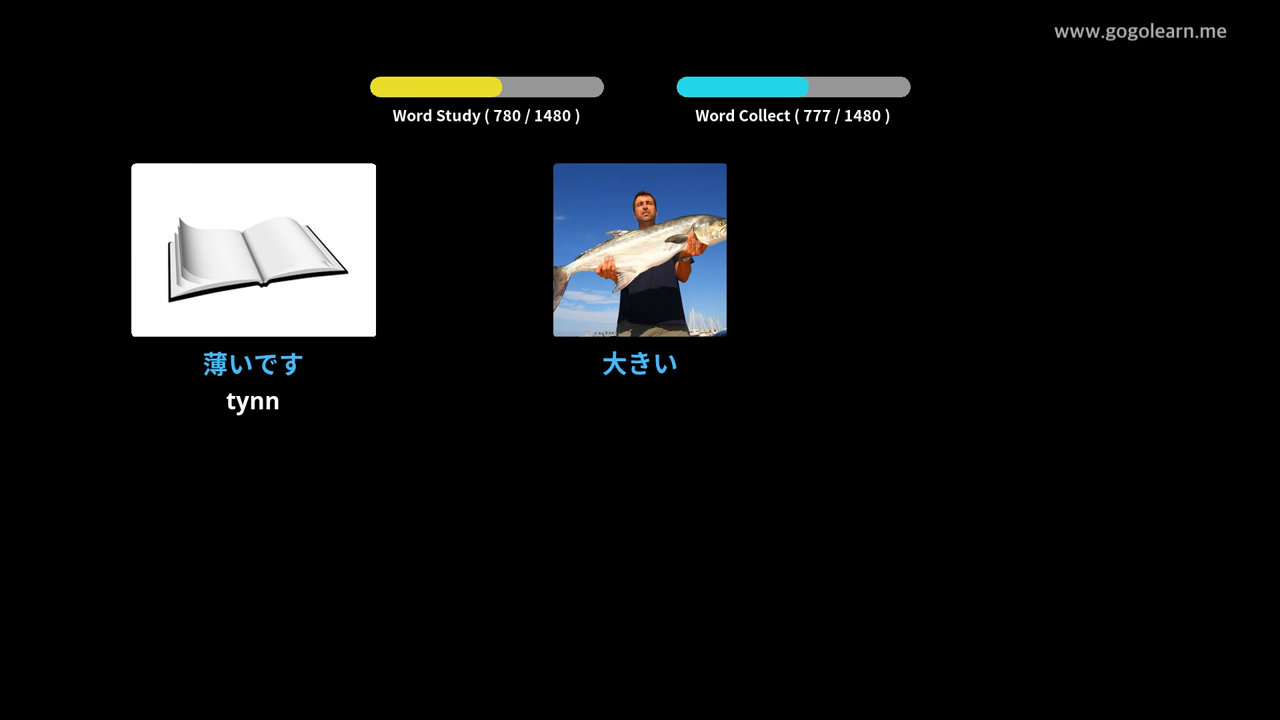 www.gogolearn.me
Word Study ( 780 / 1480 )
Word Collect ( 777 / 1480 )
薄いです
大きい
tynn